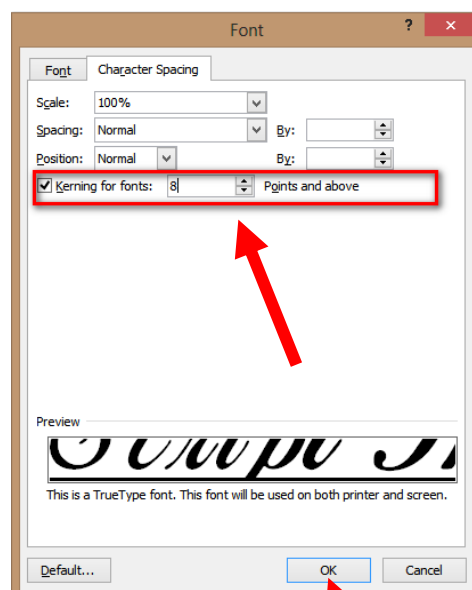 Font ?
Font Character Spacing
Scale: 100%
Spacing: Normal By:
Position: Normal By:
Kerning for fonts: 8 Points and above
Preview
This is a TrueType font. This font will be used on both printer and screen.
Default... OK Cancel